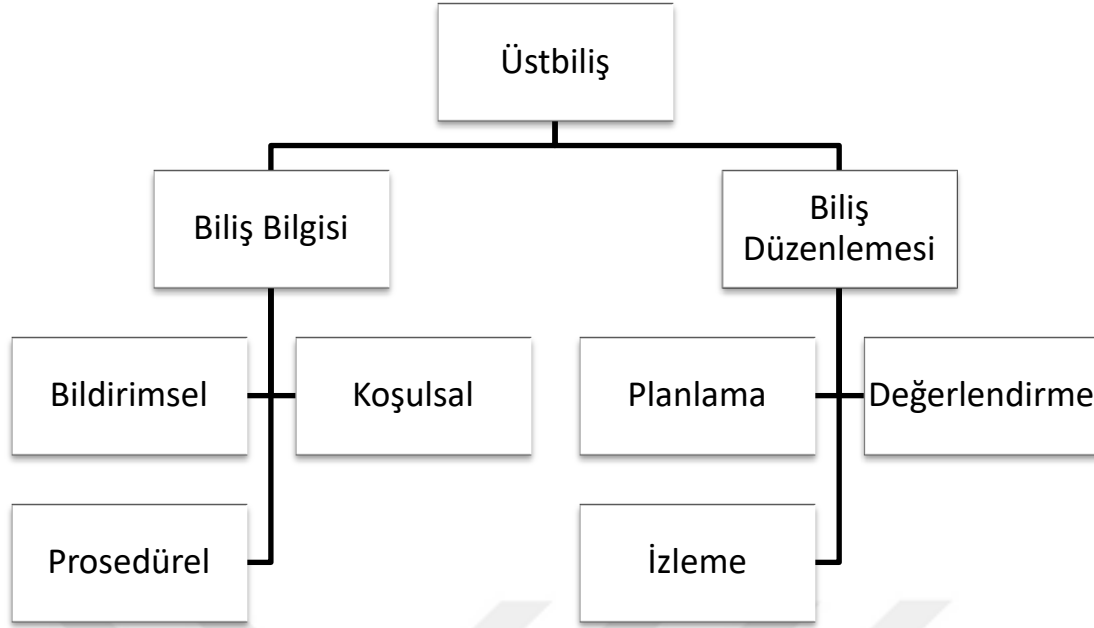 Üstbiliş
Biliş Bilgisi
Biliş
Düzenlemesi
Bildirimsel
Koşulsal
Planlama
Değerlendirme
Prosedürel
İzleme